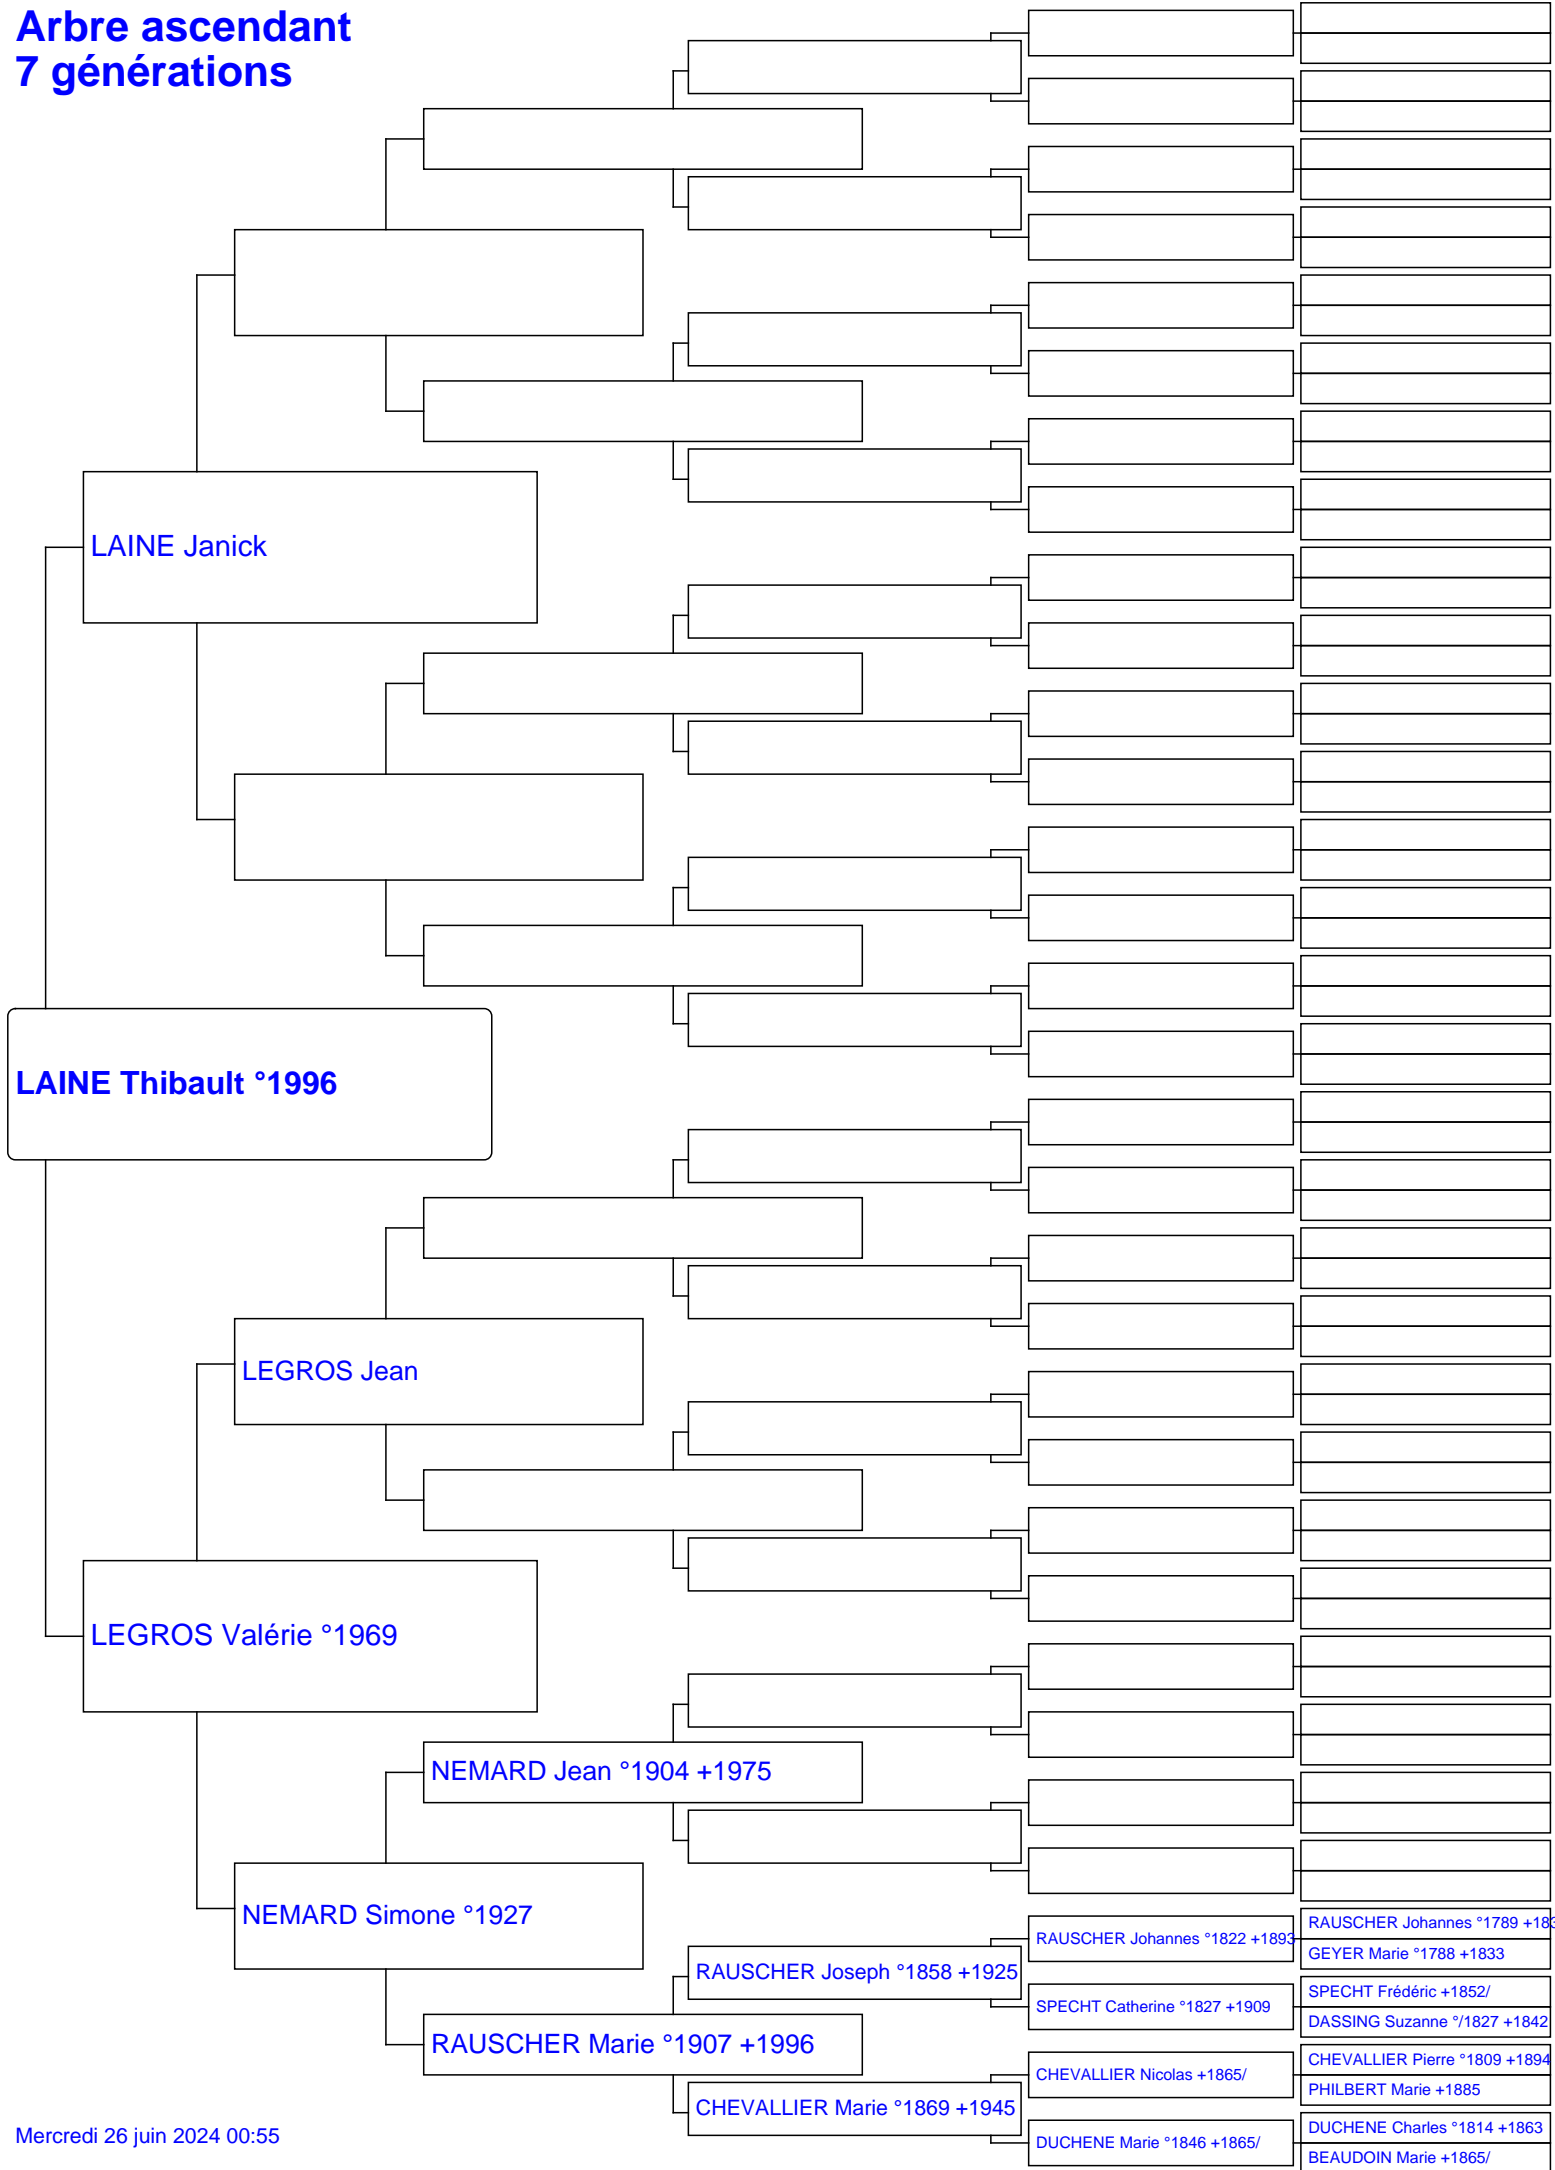 Arbre ascendant
7 générations
LAINE Janick
LAINE Thibault °1996
LEGROS Jean
LEGROS Valérie °1969
NEMARD Jean °1904 +1975
NEMARD Simone °1927
RAUSCHER Joseph °1858 +1925
RAUSCHER Marie °1907 +1996
CHEVALLIER Marie °1869 +1945
RAUSCHER Johannes °1822 +1893
SPECHT Catherine °1827 +1909
CHEVALLIER Nicolas +1865/
DUCHENE Marie °1846 +1865/
RAUSCHER Johannes °1789
GEYER Marie °1788 +1833
SPECHT Frédéric +1852/
DASSING Suzanne °/1827 +1842
CHEVALLIER Pierre °1809 +1894
PHILBERT Marie +1885
DUCHENE Charles °1814 +1863
BEAUDOIN Marie +1865/
Mercredi 26 juin 2024 00:55